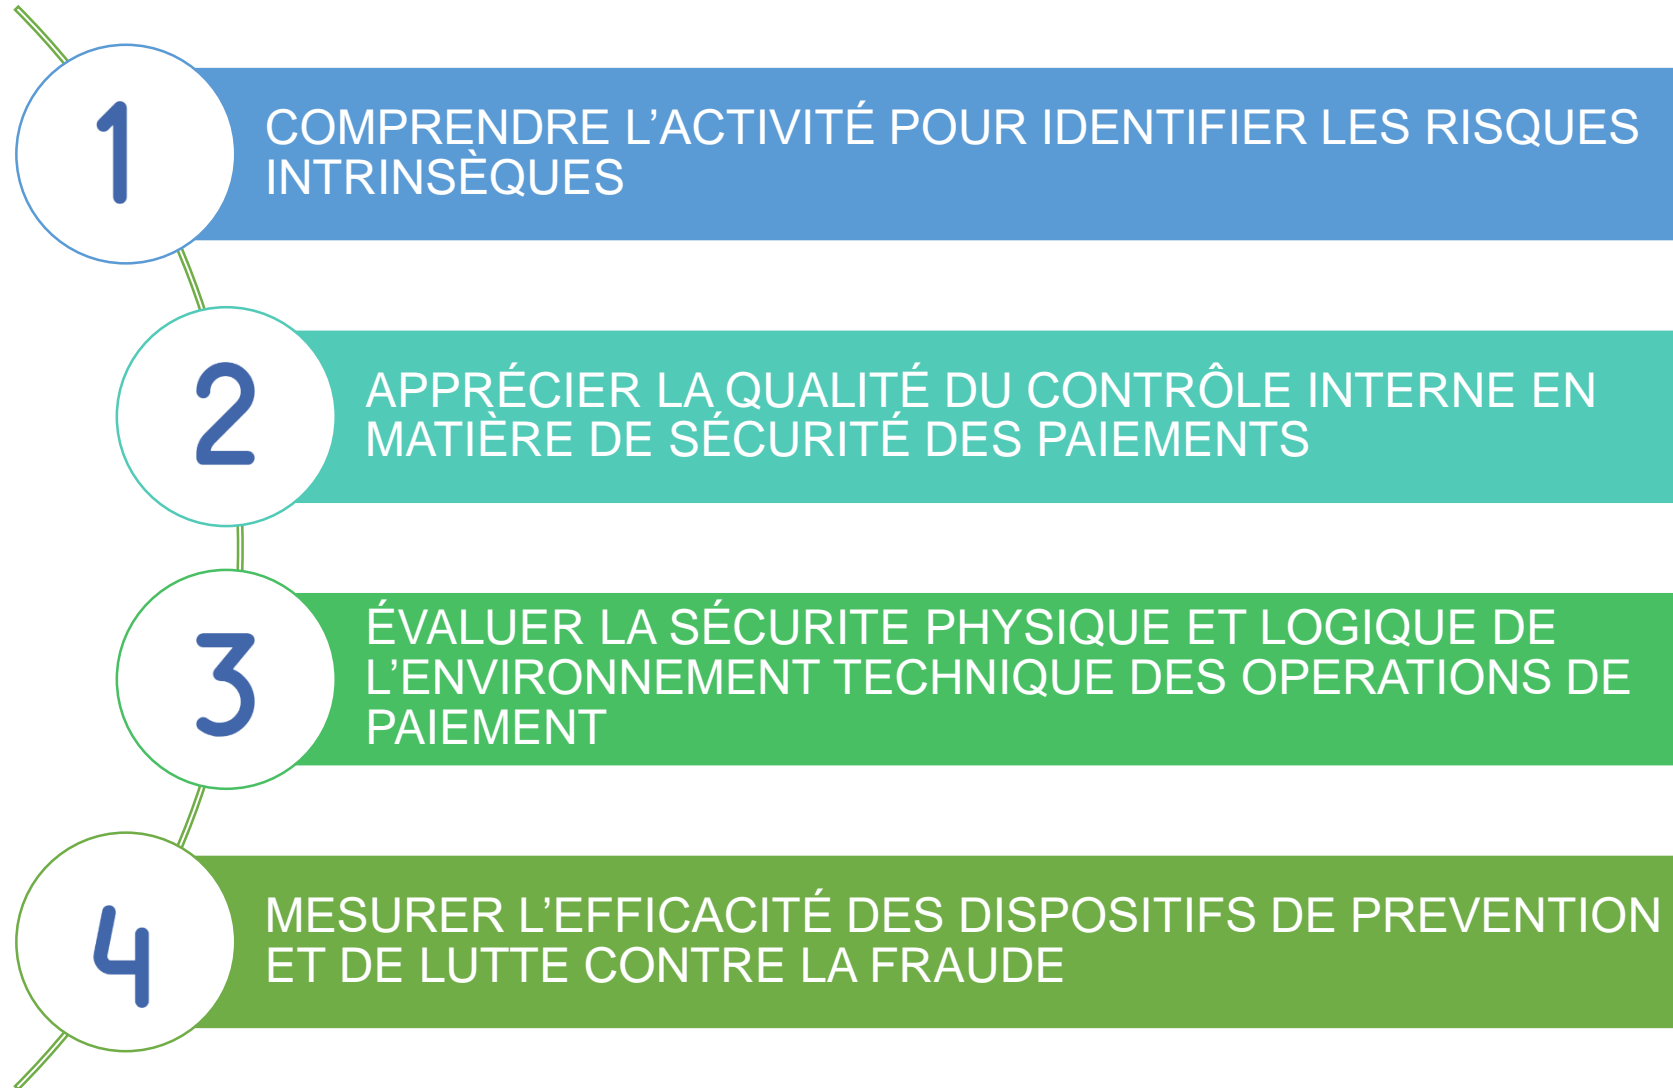 1
COMPRENDRE L’ACTIVITÉ POUR IDENTIFIER LES RISQUES
INTRINSÈQUES
2
APPRÉCIER LA QUALITÉ DU CONTRÔLE INTERNE EN
MATIÈRE DE SÉCURITÉ DES PAIEMENTS
3
ÉVALUER LA SÉCURITE PHYSIQUE ET LOGIQUE DE
L’ENVIRONNEMENT TECHNIQUE DES OPERATIONS DE
PAIEMENT
4
MESURER L’EFFICACITÉ DES DISPOSITIFS DE PREVENTION
ET DE LUTTE CONTRE LA FRAUDE